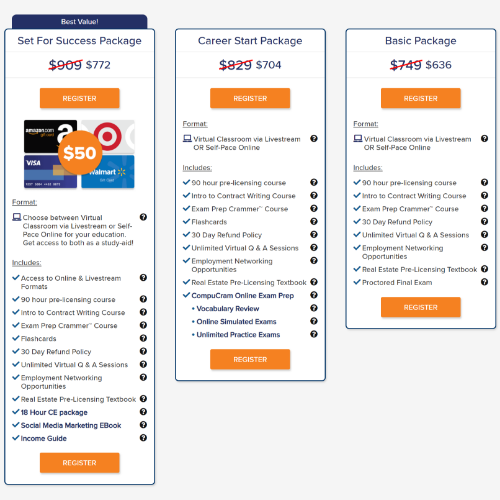 Best Value!
Set For Success Package
$909 $772
REGISTER
amazon.com
a
VISA
Walmart
$50
Format:
Choose between Virtual
Classroom via Livestream or Self-
Pace Online for your education.
Get access to both as a study-aid!
Includes:
Access to Online & Livestream
Formats
90 hour pre-licensing course
Intro to Contract Writing Course
Exam Prep Crammer™ Course
Flashcards
30 Day Refund Policy
Unlimited Virtual Q & A Sessions
Employment Networking
Opportunities
Real Estate Pre-Licensing Textbook
18 Hour CE package
Social Media Marketing EBook
Income Guide
REGISTER
Career Start Package
$829 $704
REGISTER
Format:
Virtual Classroom via Livestream
OR Self-Pace Online
Includes:
90 hour pre-licensing course
Intro to Contract Writing Course
Exam Prep Crammer™ Course
Flashcards
30 Day Refund Policy
Unlimited Virtual Q & A Sessions
Employment Networking
Opportunities
Real Estate Pre-Licensing Textbook
CompuCram Online Exam Prep
• Vocabulary Review
• Online Simulated Exams
• Unlimited Practice Exams
REGISTER
Basic Package
$749 $636
REGISTER
Format:
Virtual Classroom via Livestream
OR Self-Pace Online
Includes:
90 hour pre-licensing course
Intro to Contract Writing Course
Exam Prep Crammer™ Course
30 Day Refund Policy
Unlimited Virtual Q & A Sessions
Employment Networking
Opportunities
Real Estate Pre-Licensing Textbook
Proctored Final Exam
REGISTER